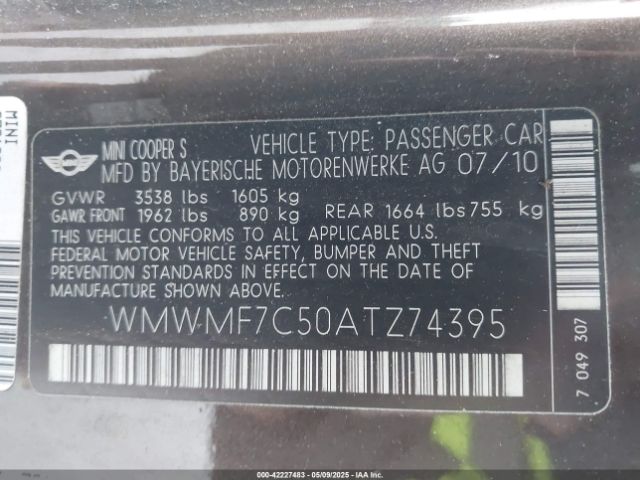 MINI
MINI COOPER S VEHICLE TYPE: PASSENGER CAR
MFD BY BAYERISCHE MOTORENWERKE AG 07/10
GVWR 3538 lbs 1605 kg
GAWR FRONT 1962 lbs 890 kg REAR 1664 lbs 755 kg
THIS VEHICLE CONFORMS TO ALL APPLICABLE U.S.
FEDERAL MOTOR VEHICLE SAFETY, BUMPER AND THEFT
PREVENTION STANDARDS IN EFFECT ON THE DATE OF
MANUFACTURE SHOWN ABOVE.
WMWMF7C50ATZ74395
7 049 307
000-42227483 - 05/09/2025 - IAA Inc.